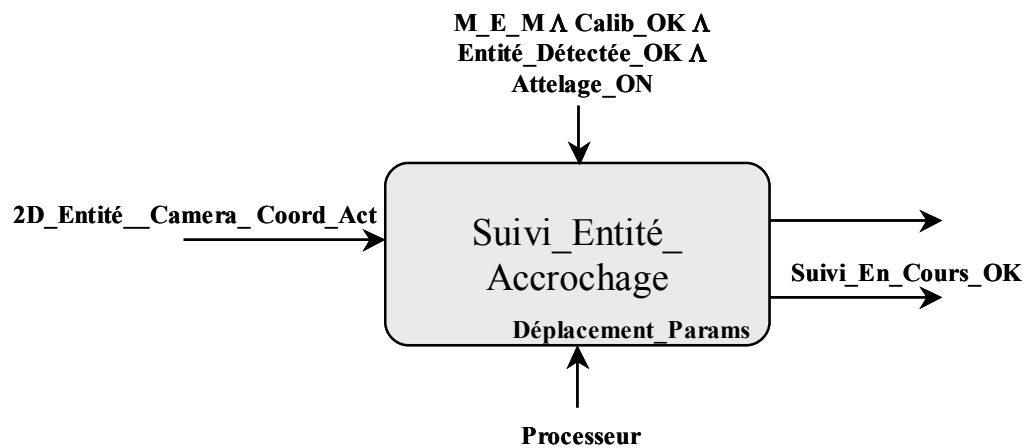 M_E_M Λ Calib_OK Λ
Entité_Détectée_OK Λ
Attelage_ON
2D_Entité__Camera_ Coord_Act
Suivi_Entité_
Accrochage
Suivi_En_Cours_OK
Déplacement_Params
Processeur